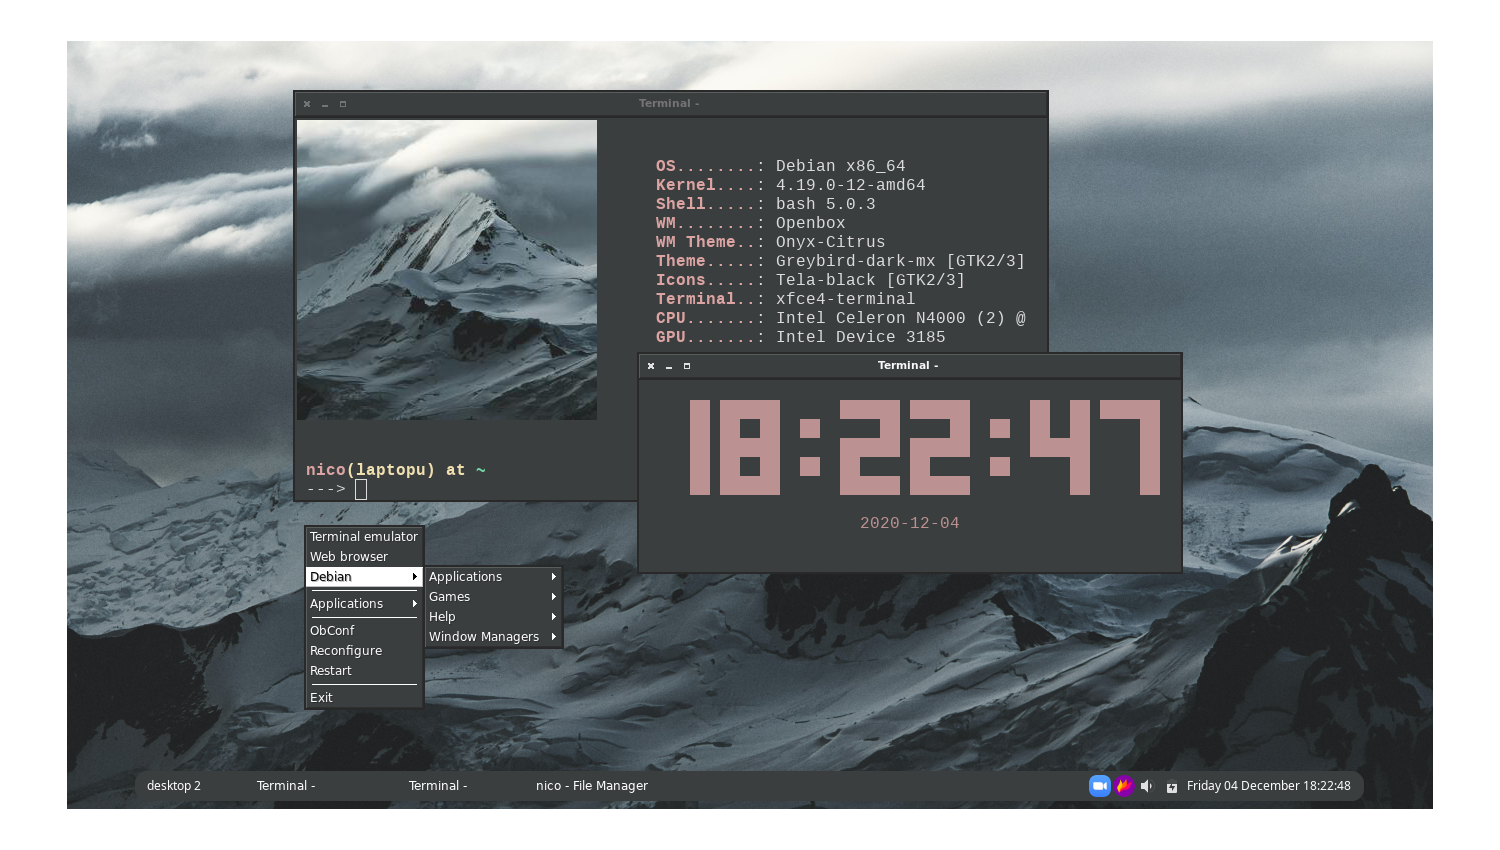 Terminal -
OS........: Debian x86_64
Kernel....: 4.19.0-12-amd64
Shell.....: bash 5.0.3
WM........: Openbox
WM Theme..: Onyx-Citrus
Theme.....: Greybird-dark-mx [GTK2/3]
Icons.....: Tela-black [GTK2/3]
Terminal..: xfce4-terminal
CPU.......: Intel Celeron N4000 (2) @
GPU.......: Intel Device 3185
nico(laptopu) at ~
--->
Terminal -
18:22:47
2020-12-04
Terminal emulator
Web browser
Debian
Applications
ObConf
Reconfigure
Restart
Exit
Applications
Games
Help
Window Managers
desktop 2 Terminal - Terminal - nico - File Manager Friday 04 December 18:22:48